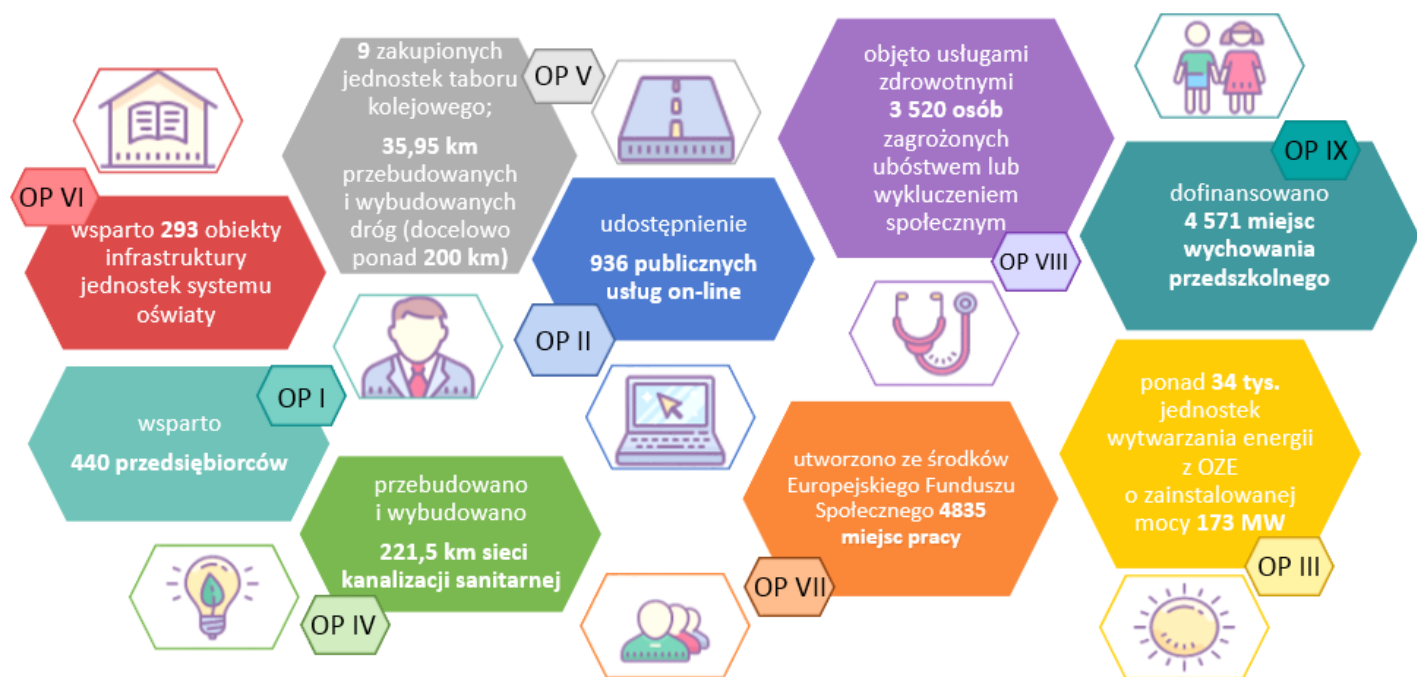 OP VI
wsparto 293 obiekty
infrastruktury
jednostek systemu
oświaty
9 zakupionych
jednostek taboru
kolejowego;
35,95 km
przebudowanych
i wybudowanych
dróg (docelowo
ponad 200 km)
OP V
udostępnienie
936 publicznych
usług on-line
OP II
objęto usługami
zdrowotnymi
3 520 osób
zagrożonych
ubóstwem lub
wykluczeniem
społecznym
OP VIII
OP IX
dofinansowano
4 571 miejsc
wychowania
przedszkolnego
OP I
wsparto
440 przedsiębiorców
przebudowano
i wybudowano
221,5 km sieci
kanalizacji sanitarnej
OP IV
utworzono ze środków
Europejskiego Funduszu
Społecznego 4835
miejsc pracy
OP VII
ponad 34 tys.
jednostek
wytwarzania energii
z OZE
o zainstalowanej
mocy 173 MW
OP III